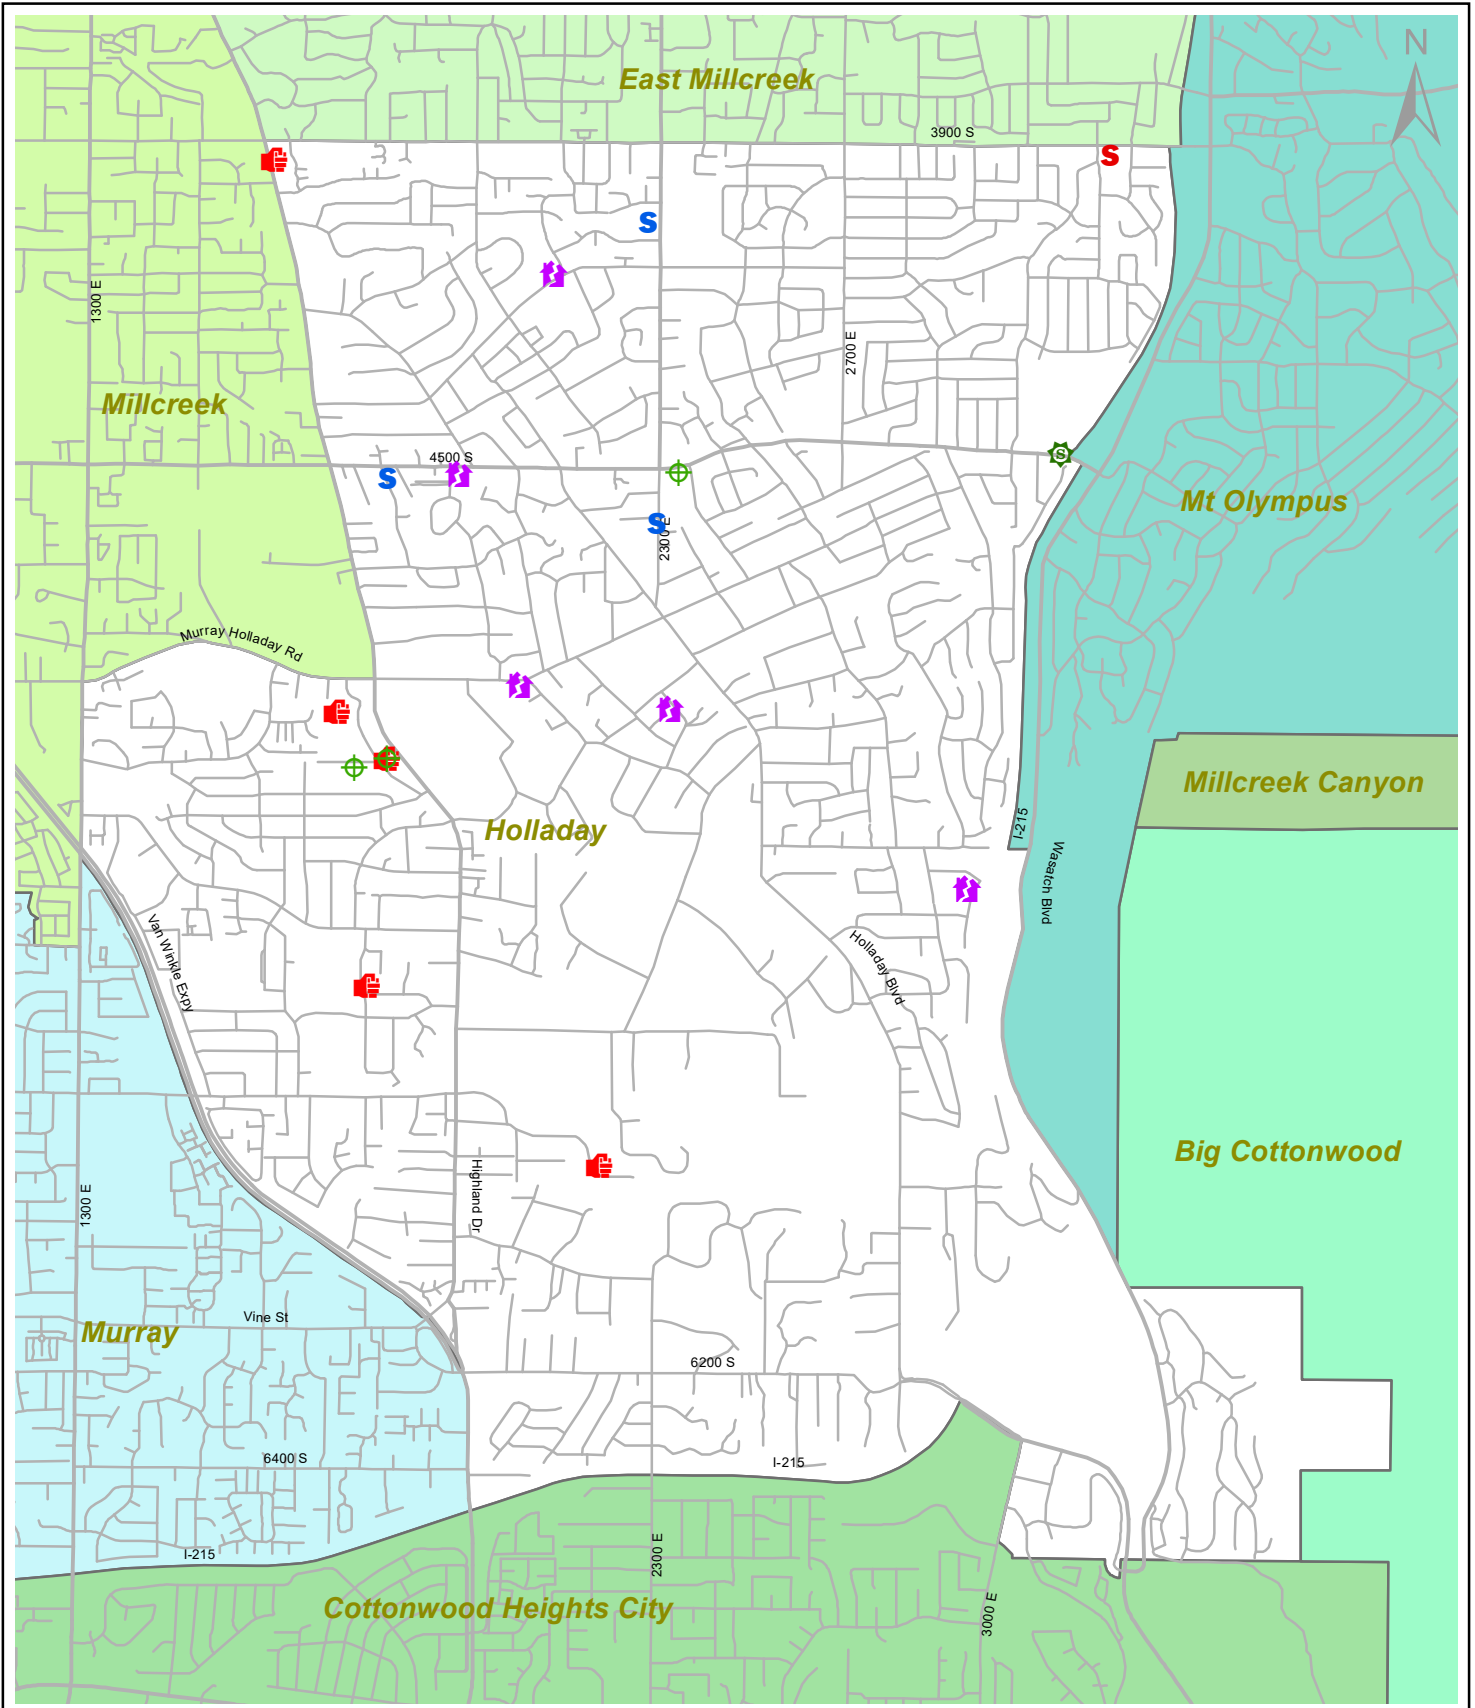 N
East Millcreek
3900 S
S
S
1300 E
2700 E
Millcreek
4500 S
S
S
Mt Olympus
S
2300 E
Murray Holladay Rd
Millcreek Canyon
I-215
Holladay
Wasatch Blvd
Van Winkle Expy
Holladay Blvd
Big Cottonwood
Highland Dr
1300 E
Vine St
Murray
6200 S
6400 S
I-215
I-215
2300 E
Cottonwood Heights City
3000 E